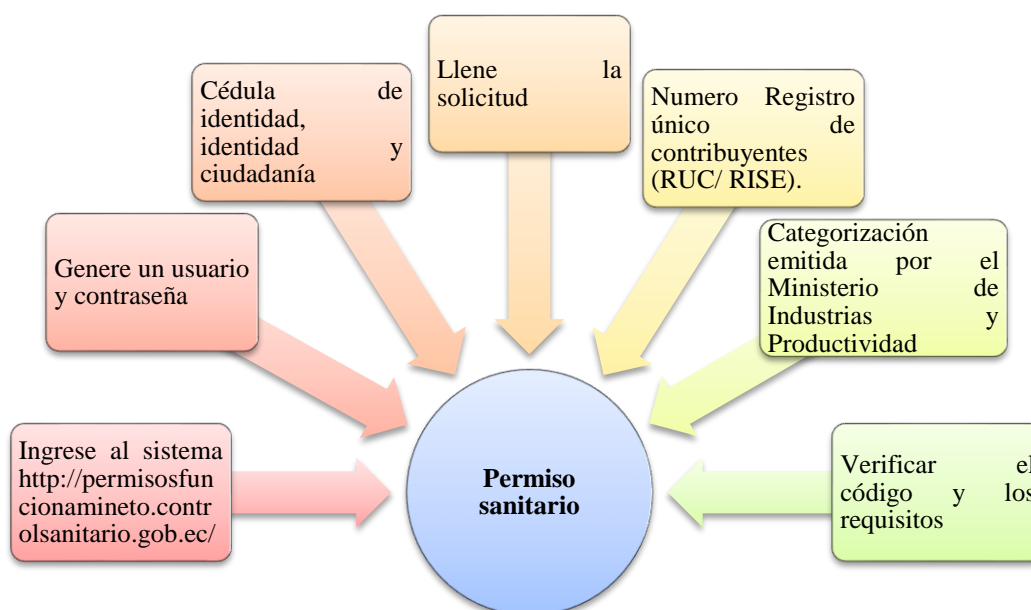 Ingrese al sistema
http://permisosfun
cionamineto.contr
olsanitario.gob.ec/
Genere un usuario
y contraseña
Cédula de
identidad,
identidad y
ciudadanía
Llene la
solicitud
Numero Registro
único de
contribuyentes
(RUC/ RISE).
Categorización
emitida por el
Ministerio de
Industrias y
Productividad
Verificar el
código y los
requisitos
Permiso
sanitario